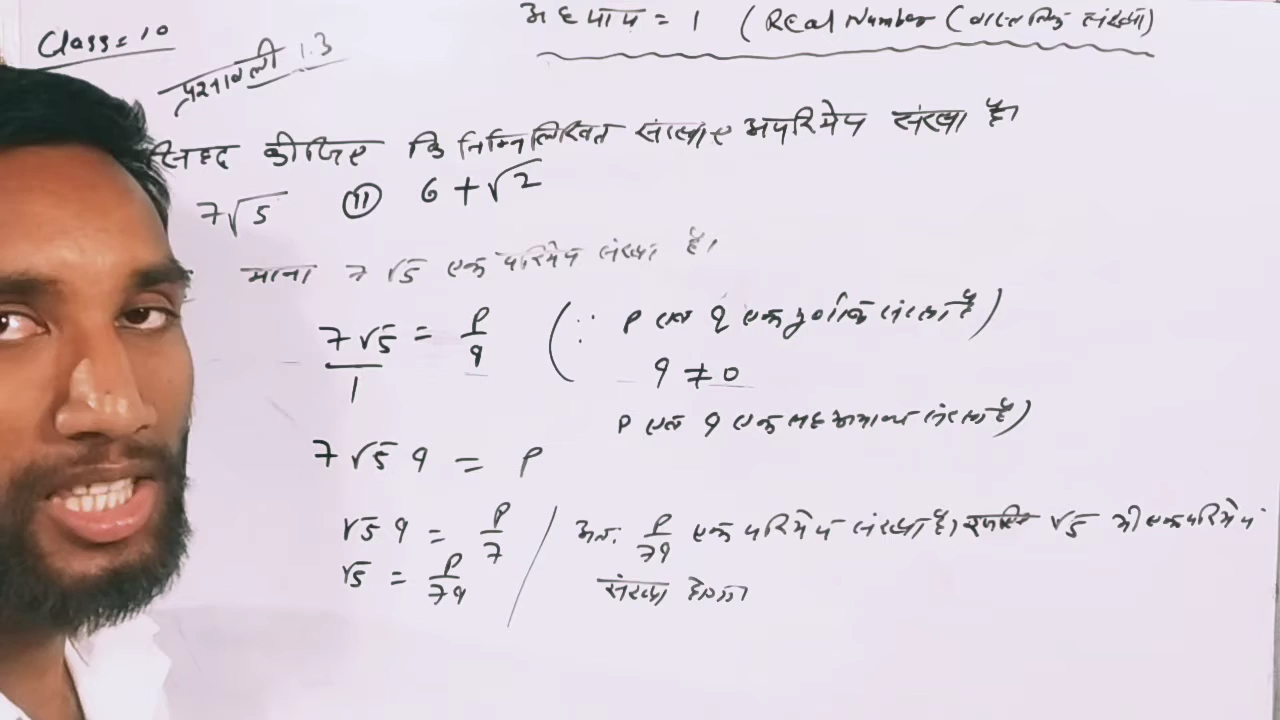 अध्याय = 1 (Real Number (वास्तविक संख्या)
Class = 10
प्रश्नावली 1.3
सिद्ध कीजिए कि निम्नलिखित संख्याए अपरिमेय संख्या है।
7√5 (ii) 6 + √2
माना 7√5 एक परिमेय संख्या है।
7√5 / 1 = P/q (∵ P एवं q एक पूर्णांक संख्या है)
q ≠ 0
P एवं q एक सह अभाज्य संख्या है)
7√5 q = P
√5 q = P/7
√5 = P/7q
अतः P/7q एक परिमेय संख्या है। √5 भी एक परिमेय
संख्या होगा